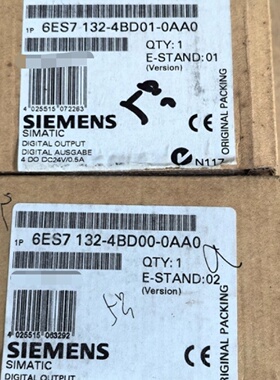 1P 6ES7 132-4BD01-0AA0
QTY: 1
E-STAND: 01
(Version)
4 025515 072263
SIEMENS
SIMATIC
DIGITAL OUTPUT
DIGITAL AUSGABE
4 DO DC24V/0.5A
CE
N117
ORIGINAL PACKING
1P 6ES7 132-4BD00-0AA0
QTY: 1
E-STAND: 02
(Version)
4 025515 063292
SIEMENS
SIMATIC
DIGITAL OUTPUT
CE
ORIGINAL PACKING